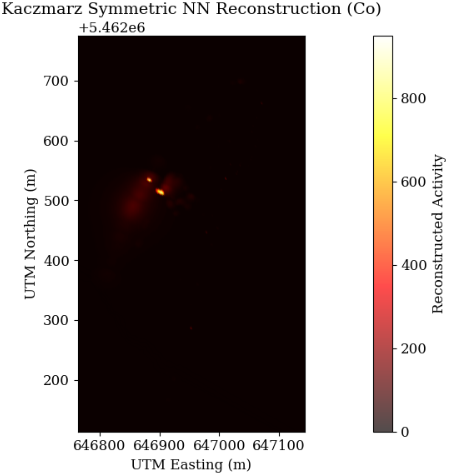 Kaczmarz Symmetric NN Reconstruction (Co)
+5.462e6
700
600
500
400
300
200
UTM Northing (m)
646800 646900 647000 647100
UTM Easting (m)
800
600
400
200
0
Reconstructed Activity